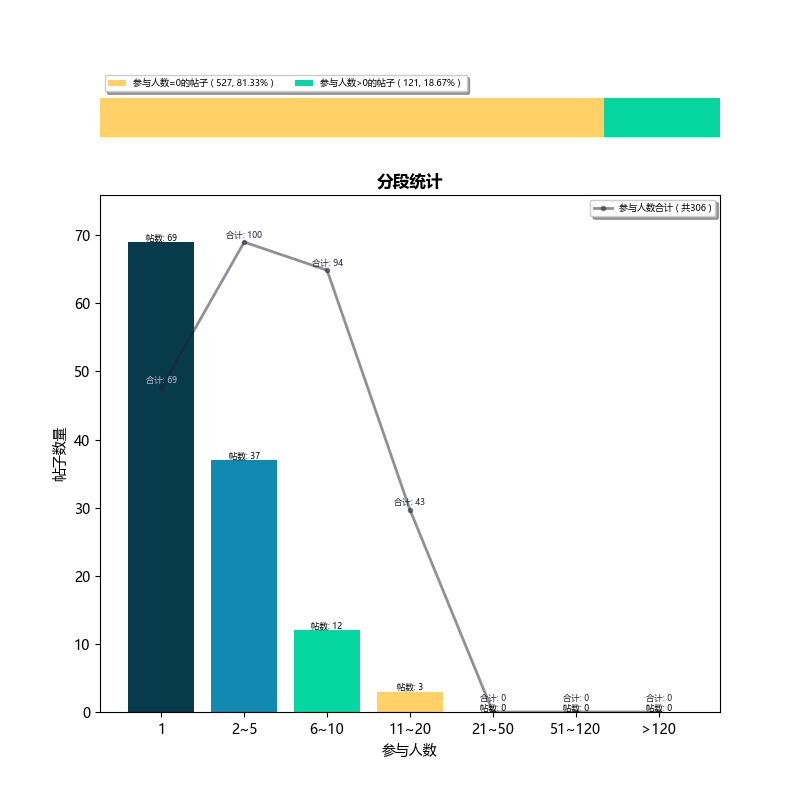 参与人数=0的帖子 ( 527, 81.33% )　参与人数>0的帖子 ( 121, 18.67% )
分段统计
参与人数合计 ( 共306 )
帖子数量
70
60
50
40
30
20
10
0
帖数: 69
合计: 69
合计: 100
帖数: 37
合计: 94
帖数: 12
合计: 43
帖数: 3
合计: 0
帖数: 0
合计: 0
帖数: 0
合计: 0
帖数: 0
1 2~5 6~10 11~20 21~50 51~120 >120
参与人数